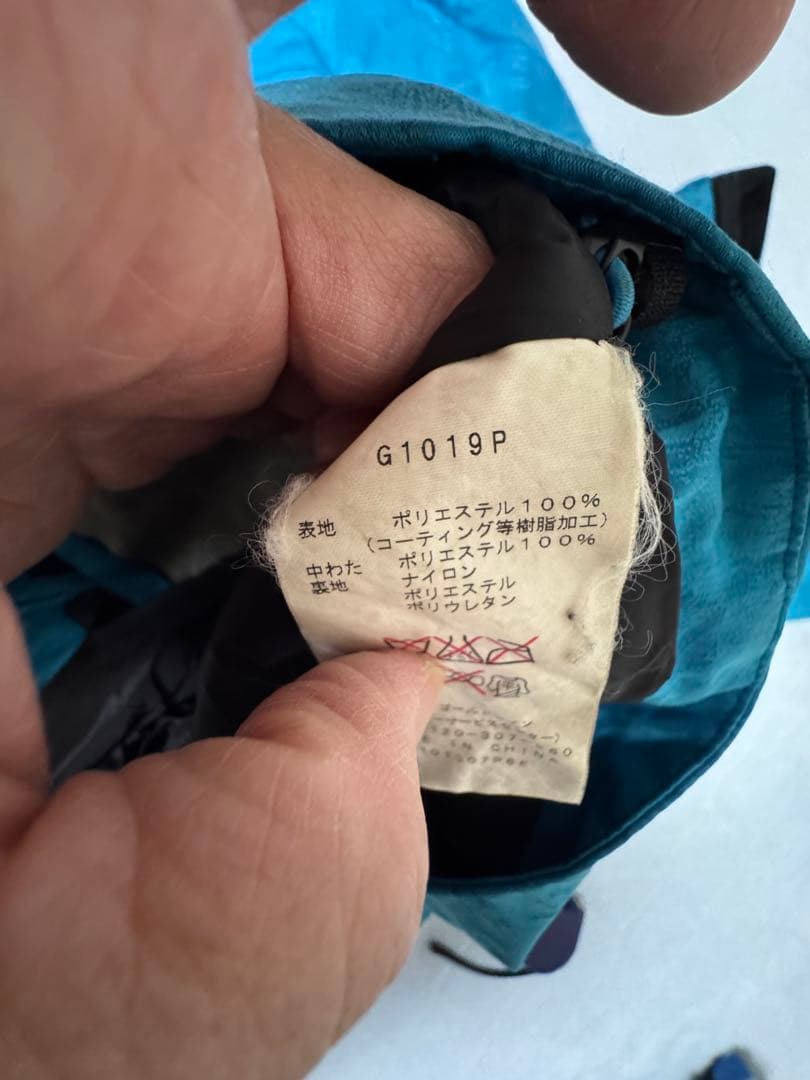 G1019P
表地 ポリエステル100%
(コーティング等樹脂加工)
中わた ポリエステル100%
裏地 ナイロン
ポリエステル
ポリウレタン
IN CHINA